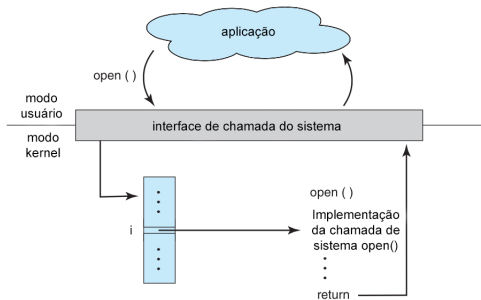 aplicação
open ( )
modo
usuário
interface de chamada do sistema
modo
kernel
open ( )
i
Implementação
da chamada de
sistema open()
return